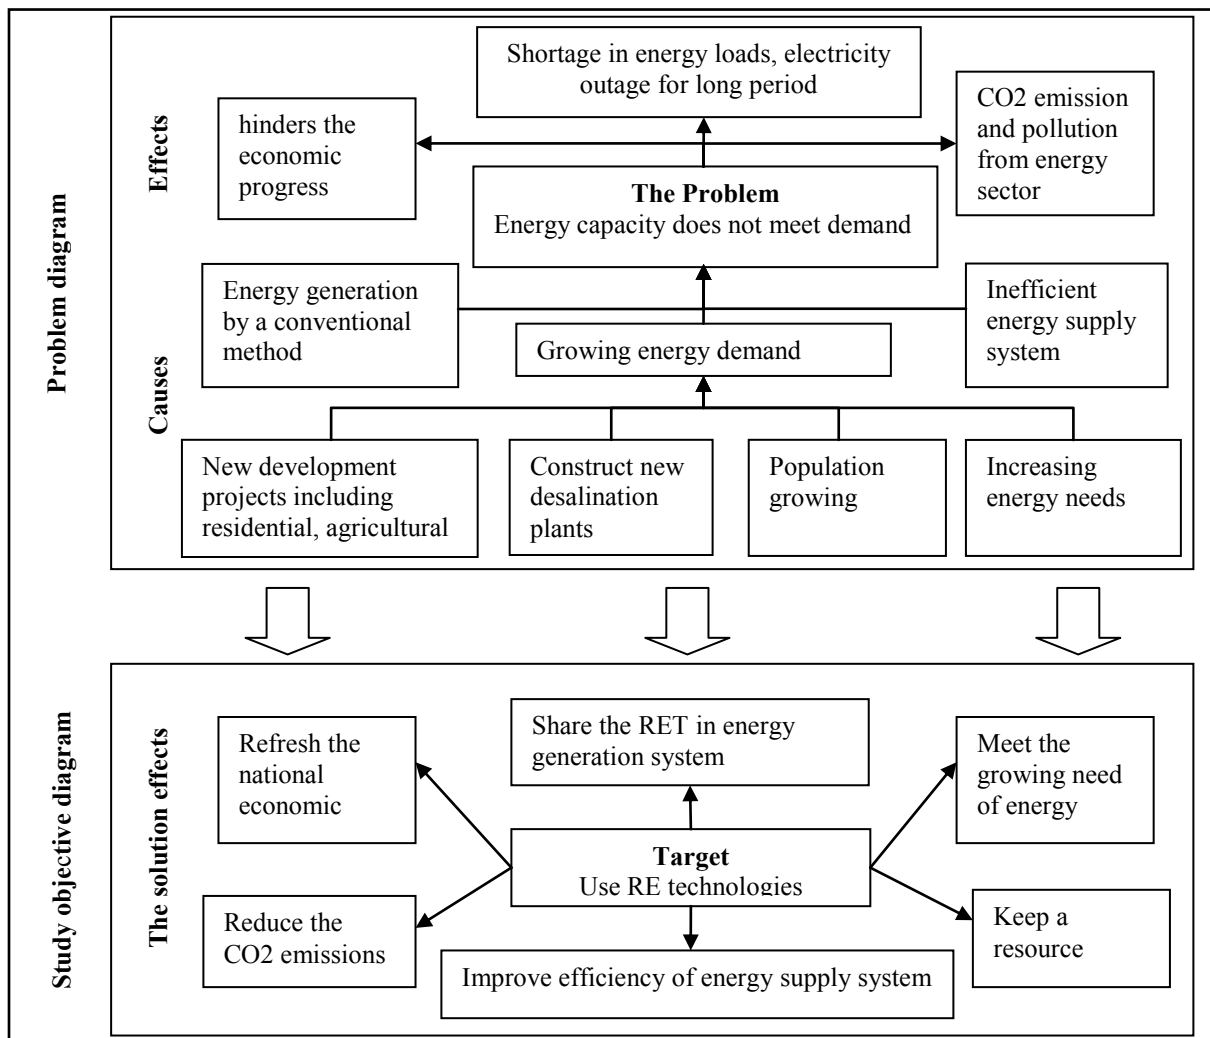 Problem diagram
Effects
Shortage in energy loads, electricity
outage for long period
hinders the
economic
progress
CO2 emission
and pollution
from energy
sector
The Problem
Energy capacity does not meet demand
Causes
Energy generation
by a conventional
method
Growing energy demand
Inefficient
energy supply
system
New development
projects including
residential, agricultural
Construct new
desalination
plants
Population
growing
Increasing
energy needs
Study objective diagram
The solution effects
Refresh the
national
economic
Share the RET in energy
generation system
Meet the
growing need
of energy
Target
Use RE technologies
Reduce the
CO2 emissions
Improve efficiency of energy supply system
Keep a
resource